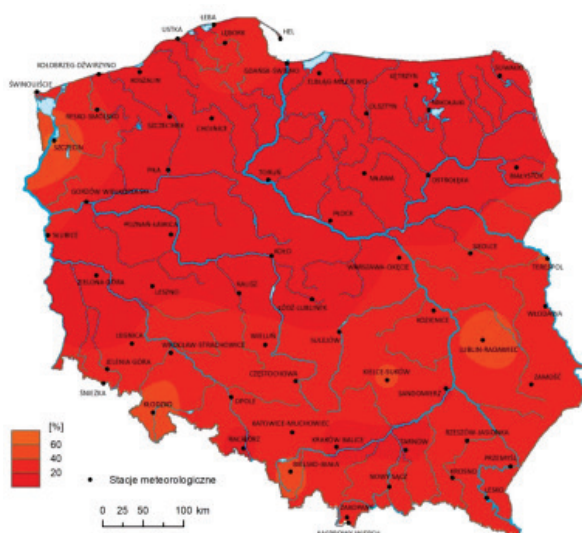 ŁEBA
USTKA
LĘBORK
HEL
KOŁOBRZEG-DŹWIRZYNO
KOSZALIN
GDAŃSK-ŚWIBNO
ELBLĄG-MILEJEWO
KĘTRZYN
SUWAŁKI
ŚWINOUJŚCIE
RESKO-SMÓLSKO
SZCZECINEK
CHOJNICE
OLSZTYN
MIKOŁAJKI
SZCZECIN
PIŁA
TORUŃ
MŁAWA
OSTROŁĘKA
BIAŁYSTOK
GORZÓW WIELKOPOLSKI
PŁOCK
SŁUBICE
POZNAŃ-ŁAWICA
KOŁO
WARSZAWA-OKĘCIE
SIEDLCE
TERESPOL
ZIELONA GÓRA
LESZNO
KALISZ
ŁÓDŹ-LUBLINEK
KOZIENICE
WŁODAWA
LEGNICA
WROCŁAW-STRACHOWICE
WIELUŃ
SULEJÓW
LUBLIN-RADAWIEC
JELENIA GÓRA
CZĘSTOCHOWA
KIELCE-SUKÓW
ZAMOŚĆ
ŚNIEŻKA
KŁODZKO
OPOLE
SANDOMIERZ
[%]
60
40
20
RACIBÓRZ
KATOWICE-MUCHOWIEC
KRAKÓW-BALICE
TARNÓW
RZESZÓW-JASIONKA
PRZEMYŚL
BIELSKO-BIAŁA
NOWY SĄCZ
KROSNO
LESKO
Stacje meteorologiczne
ZAKOPANE
KASPROWY WIERCH
0 25 50 100 km